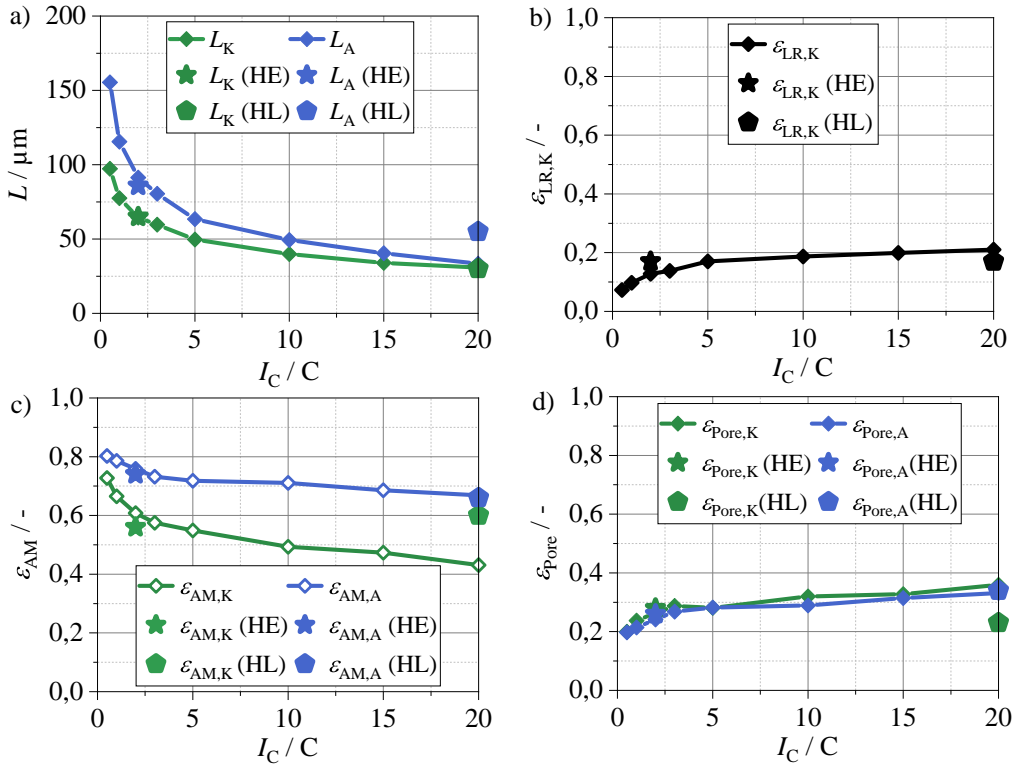 a)
200
150
100
50
0
L / µm
L_K L_A
L_K (HE) L_A (HE)
L_K (HL) L_A (HL)
0 5 10 15 20
I_C / C
b)
1,0
0,8
0,6
0,4
0,2
0,0
ε_LR,K / -
ε_LR,K
ε_LR,K (HE)
ε_LR,K (HL)
0 5 10 15 20
I_C / C
c)
1,0
0,8
0,6
0,4
0,2
0,0
ε_AM / -
ε_AM,K ε_AM,A
ε_AM,K (HE) ε_AM,A (HE)
ε_AM,K (HL) ε_AM,A (HL)
0 5 10 15 20
I_C / C
d)
1,0
0,8
0,6
0,4
0,2
0,0
ε_Pore / -
ε_Pore,K ε_Pore,A
ε_Pore,K (HE) ε_Pore,A (HE)
ε_Pore,K (HL) ε_Pore,A (HL)
0 5 10 15 20
I_C / C